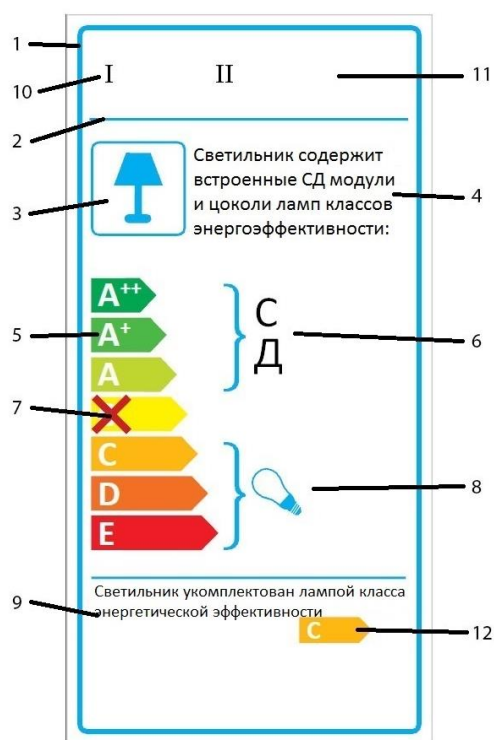 1
10
I
II
11
2
Светильник содержит
встроенные СД модули
и цоколи ламп классов
энергоэффективности:
3
4
A++
5
A+
С
Д
6
A
7
C
D
8
E
Светильник укомплектован лампой класса
9
энергетической эффективности
C
12